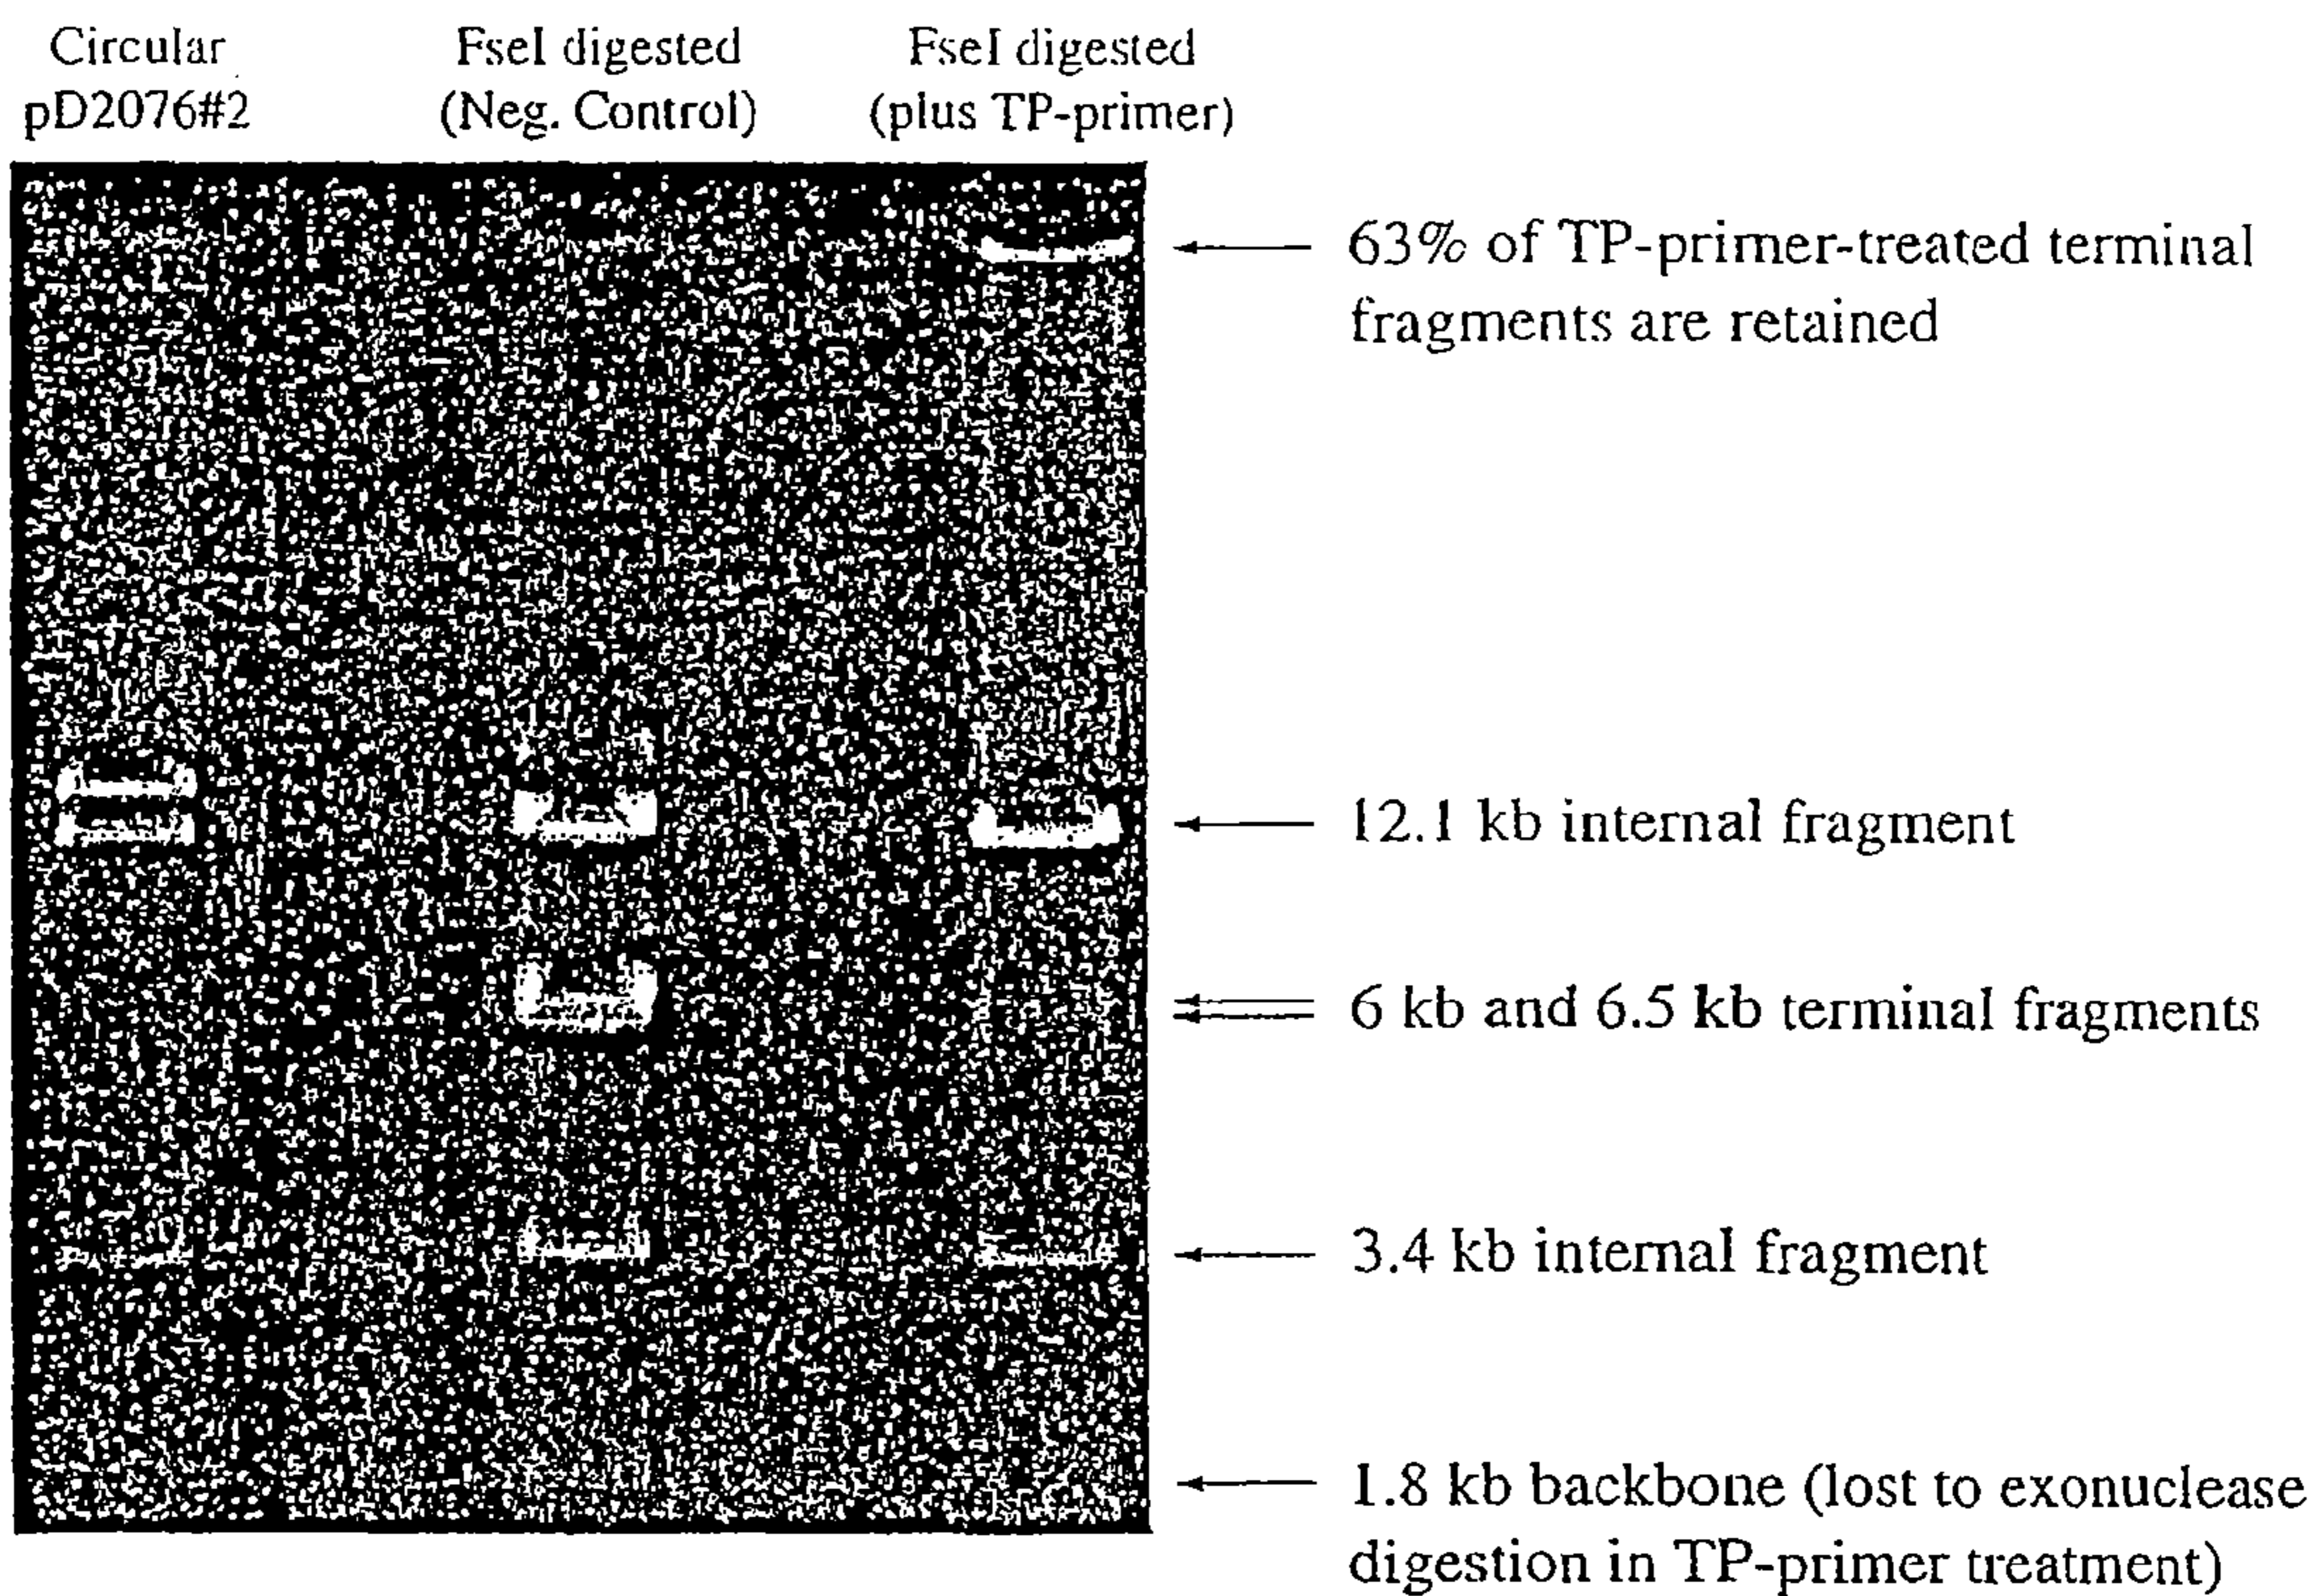 Circular
pD2076#2
FseI digested
(Neg. Control)
FseI digested
(plus TP-primer)
63% of TP-primer-treated terminal
fragments are retained
12.1 kb internal fragment
6 kb and 6.5 kb terminal fragments
3.4 kb internal fragment
1.8 kb backbone (lost to exonuclease
digestion in TP-primer treatment)